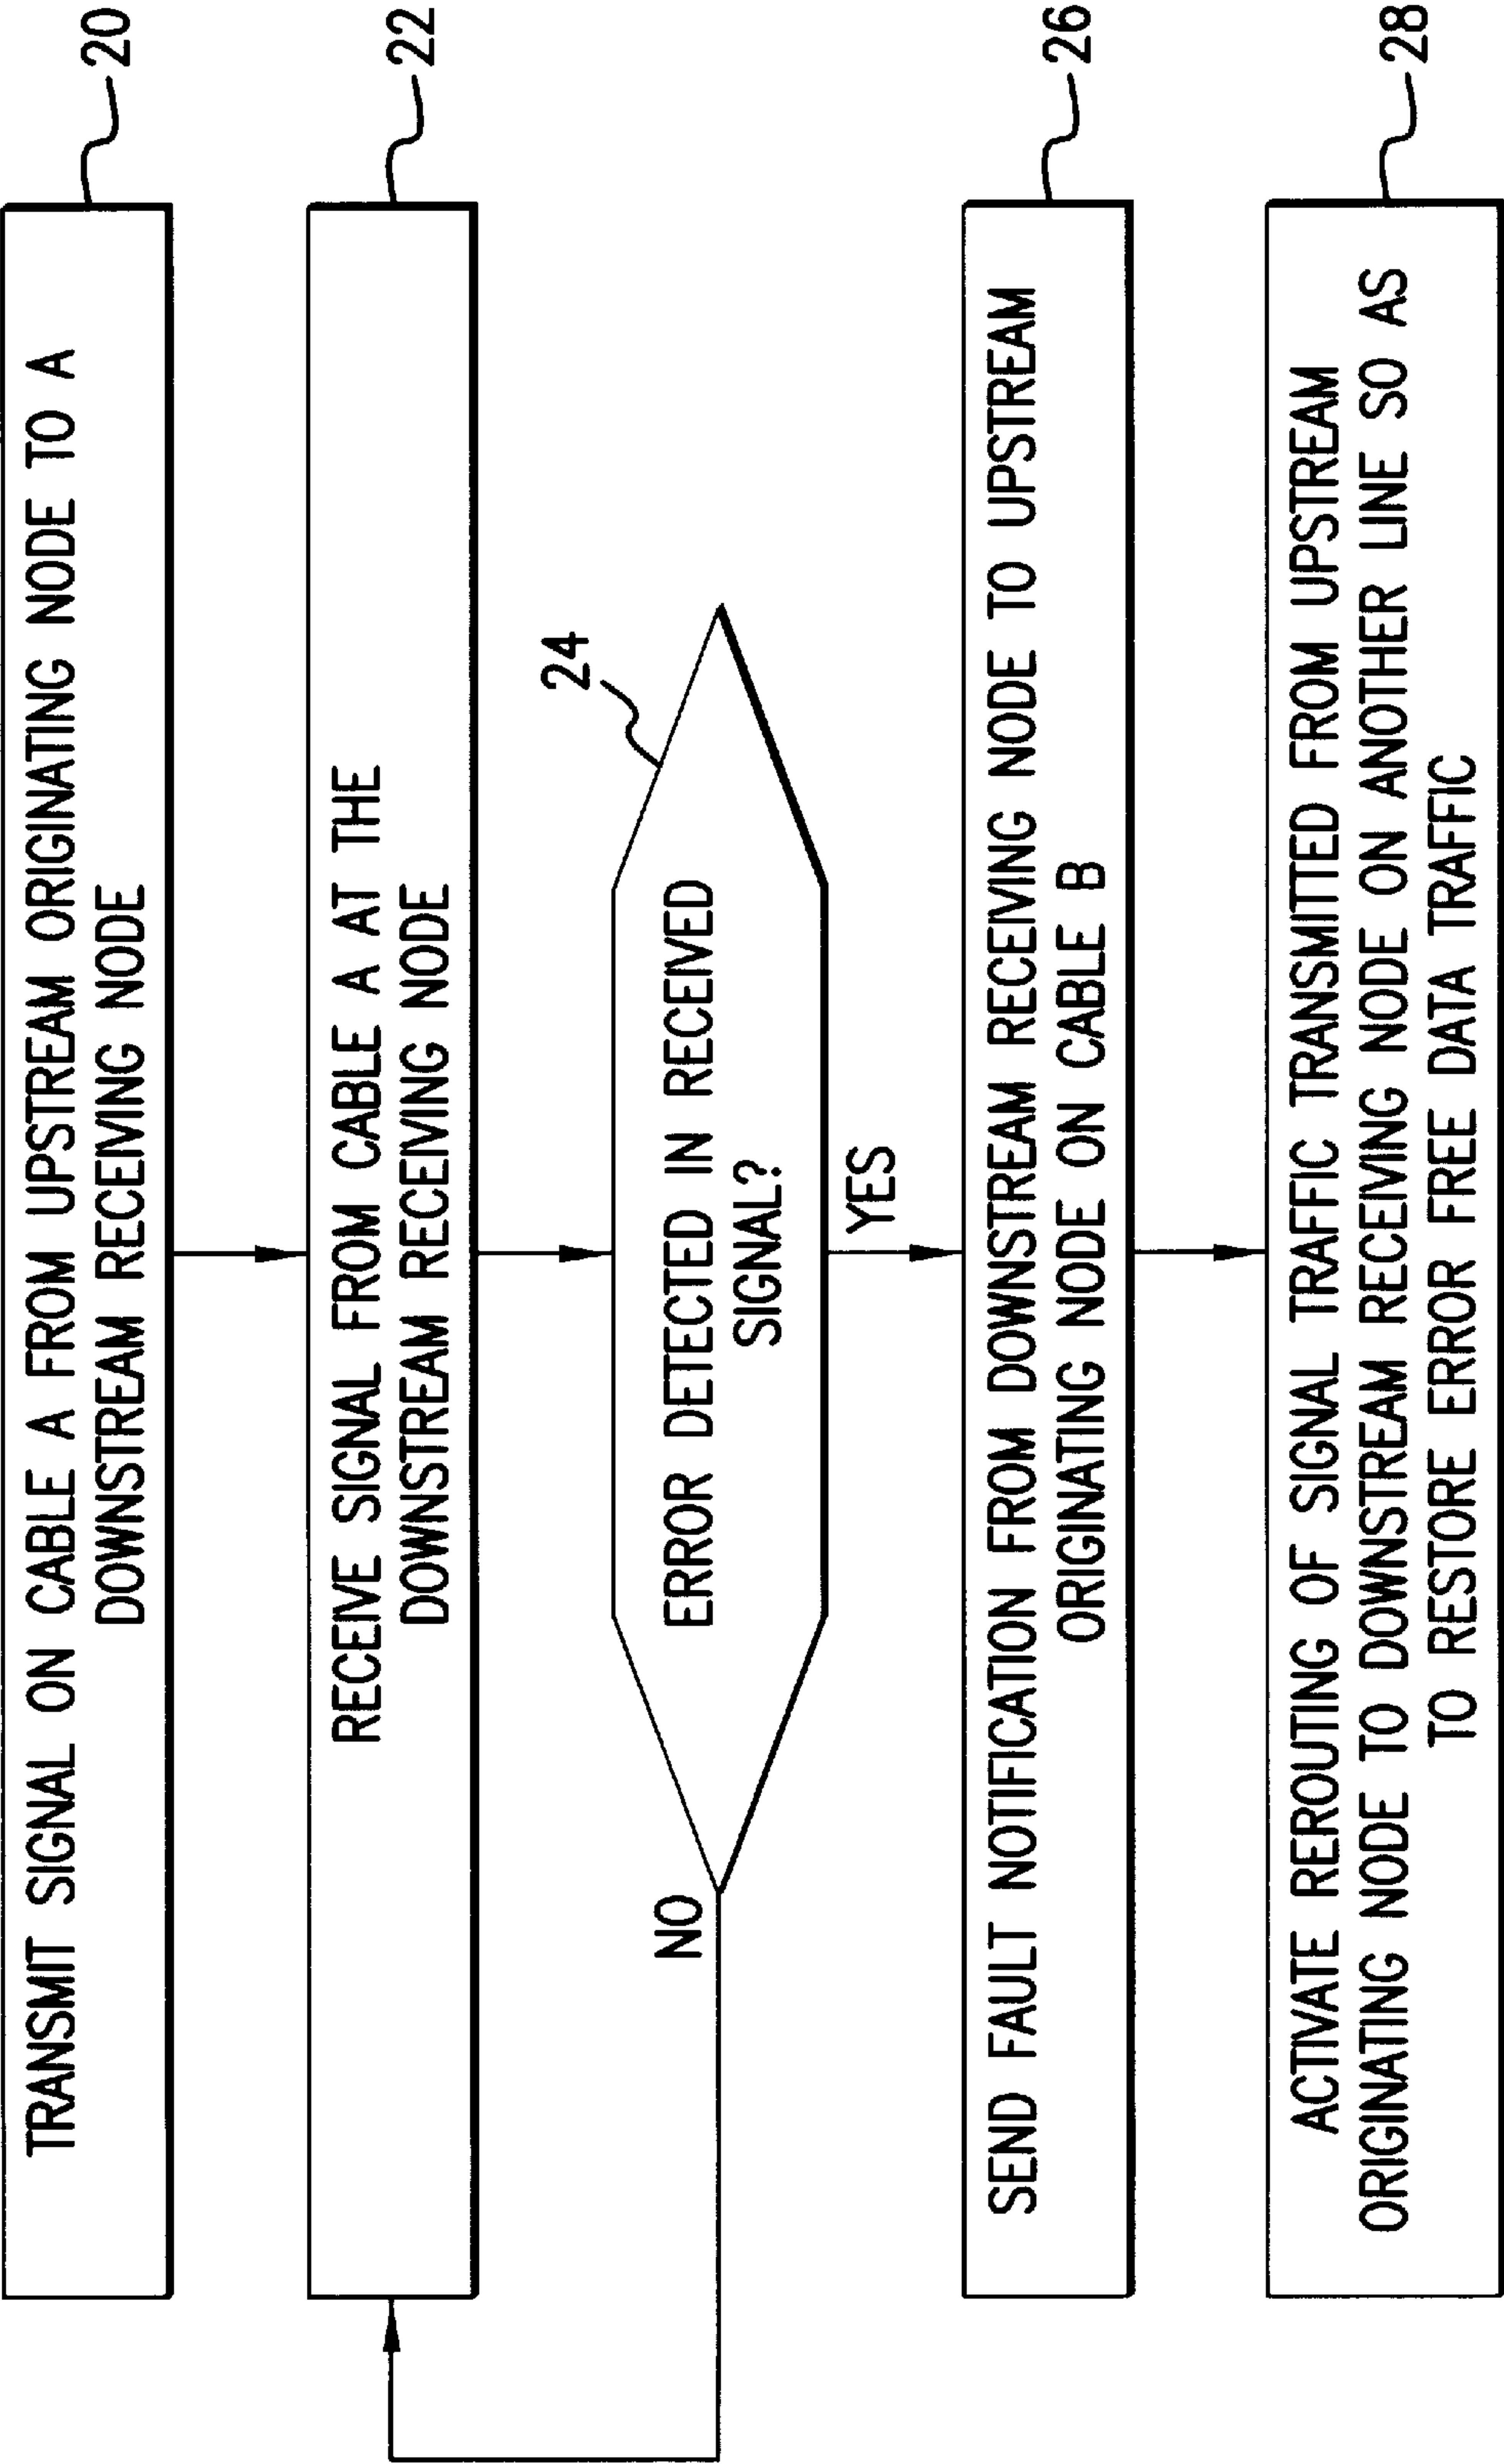 TRANSMIT SIGNAL ON CABLE A FROM UPSTREAM ORIGINATING NODE TO A
DOWNSTREAM RECEIVING NODE
20
RECEIVE SIGNAL FROM CABLE A AT THE
DOWNSTREAM RECEIVING NODE
22
24
ERROR DETECTED IN RECEIVED
SIGNAL?
NO
YES
SEND FAULT NOTIFICATION FROM DOWNSTREAM RECEIVING NODE TO UPSTREAM
ORIGINATING NODE ON CABLE B
26
ACTIVATE REROUTING OF SIGNAL TRAFFIC TRANSMITTED FROM UPSTREAM
ORIGINATING NODE TO DOWNSTREAM RECEIVING NODE ON ANOTHER LINE SO AS
TO RESTORE ERROR FREE DATA TRAFFIC
28